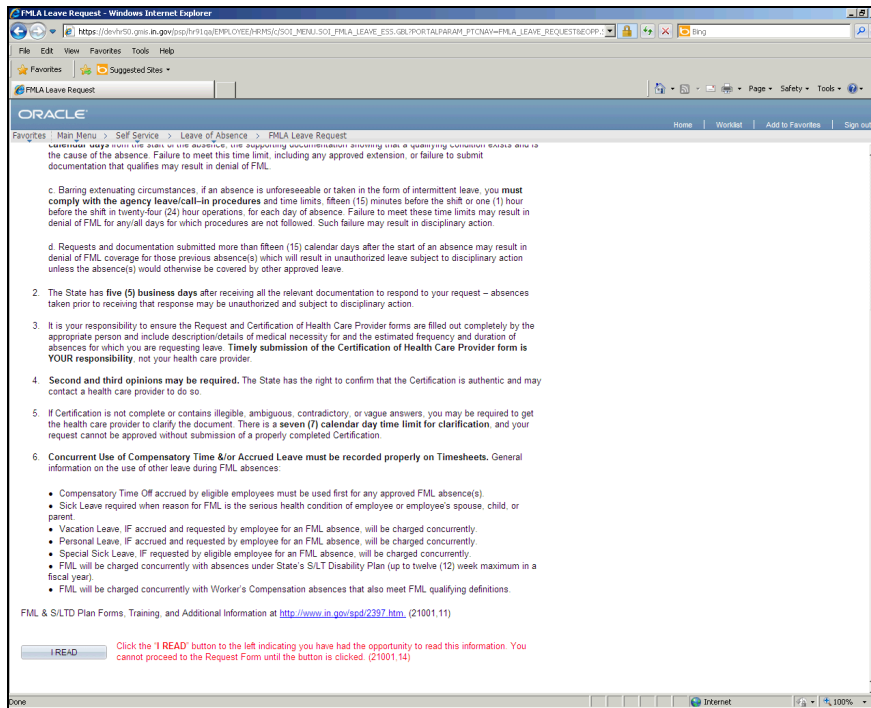 FMLA Leave Request - Windows Internet Explorer
https://devhr50.gmis.in.gov/psp/hr91qa/EMPLOYEE/HRMS/c/SOI_MENU.SOI_FMLA_LEAVE_ESS.GBL?PORTALPARAM_PTCNAV=FMLA_LEAVE_REQUEST&EOPP.
Bing
File Edit View Favorites Tools Help
Favorites Suggested Sites
FMLA Leave Request
Page Safety Tools
ORACLE
Home | Worklist | Add to Favorites | Sign out
Favorites Main Menu > Self Service > Leave of Absence > FMLA Leave Request
calendar days from the start of the absence, the supporting documentation showing that a qualifying condition exists and is
the cause of the absence. Failure to meet this time limit, including any approved extension, or failure to submit
documentation that qualifies may result in denial of FML.
c. Barring extenuating circumstances, if an absence is unforeseeable or taken in the form of intermittent leave, you must
comply with the agency leave/call–in procedures and time limits, fifteen (15) minutes before the shift or one (1) hour
before the shift in twenty-four (24) hour operations, for each day of absence. Failure to meet these time limits may result in
denial of FML for any/all days for which procedures are not followed. Such failure may result in disciplinary action.
d. Requests and documentation submitted more than fifteen (15) calendar days after the start of an absence may result in
denial of FML coverage for those previous absence(s) which will result in unauthorized leave subject to disciplinary action
unless the absence(s) would otherwise be covered by other approved leave.
2. The State has five (5) business days after receiving all the relevant documentation to respond to your request – absences
taken prior to receiving that response may be unauthorized and subject to disciplinary action.
3. It is your responsibility to ensure the Request and Certification of Health Care Provider forms are filled out completely by the
appropriate person and include description/details of medical necessity for and the estimated frequency and duration of
absences for which you are requesting leave. Timely submission of the Certification of Health Care Provider form is
YOUR responsibility, not your health care provider.
4. Second and third opinions may be required. The State has the right to confirm that the Certification is authentic and may
contact a health care provider to do so.
5. If Certification is not complete or contains illegible, ambiguous, contradictory, or vague answers, you may be required to get
the health care provider to clarify the document. There is a seven (7) calendar day time limit for clarification, and your
request cannot be approved without submission of a properly completed Certification.
6. Concurrent Use of Compensatory Time &/or Accrued Leave must be recorded properly on Timesheets. General
information on the use of other leave during FML absences:
• Compensatory Time Off accrued by eligible employees must be used first for any approved FML absence(s).
• Sick Leave required when reason for FML is the serious health condition of employee or employee's spouse, child, or
parent.
• Vacation Leave, IF accrued and requested by employee for an FML absence, will be charged concurrently.
• Personal Leave, IF accrued and requested by employee for an FML absence, will be charged concurrently.
• Special Sick Leave, IF requested by eligible employee for an FML absence, will be charged concurrently.
• FML will be charged concurrently with absences under State's S/LT Disability Plan (up to twelve (12) week maximum in a
fiscal year).
• FML will be charged concurrently with Worker's Compensation absences that also meet FML qualifying definitions.
FML & S/LTD Plan Forms, Training, and Additional Information at http://www.in.gov/spd/2397.htm. (21001,11)
I READ
Click the "I READ" button to the left indicating you have had the opportunity to read this information. You
cannot proceed to the Request Form until the button is clicked. (21001,14)
Done
Internet
100%